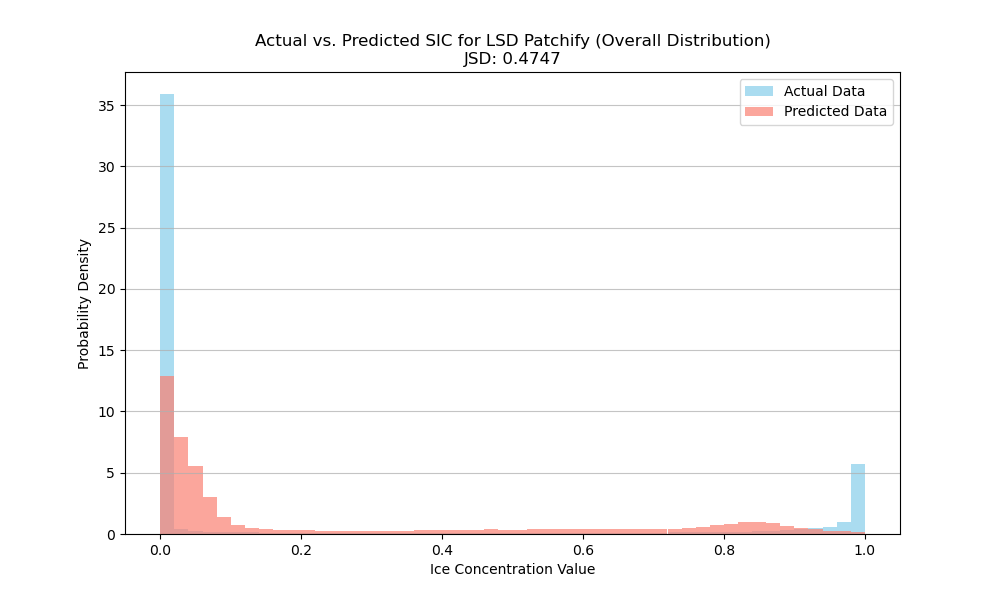 Actual vs. Predicted SIC for LSD Patchify (Overall Distribution)
JSD: 0.4747
Actual Data
Predicted Data
Probability Density
35
30
25
20
15
10
5
0
0.0 0.2 0.4 0.6 0.8 1.0
Ice Concentration Value